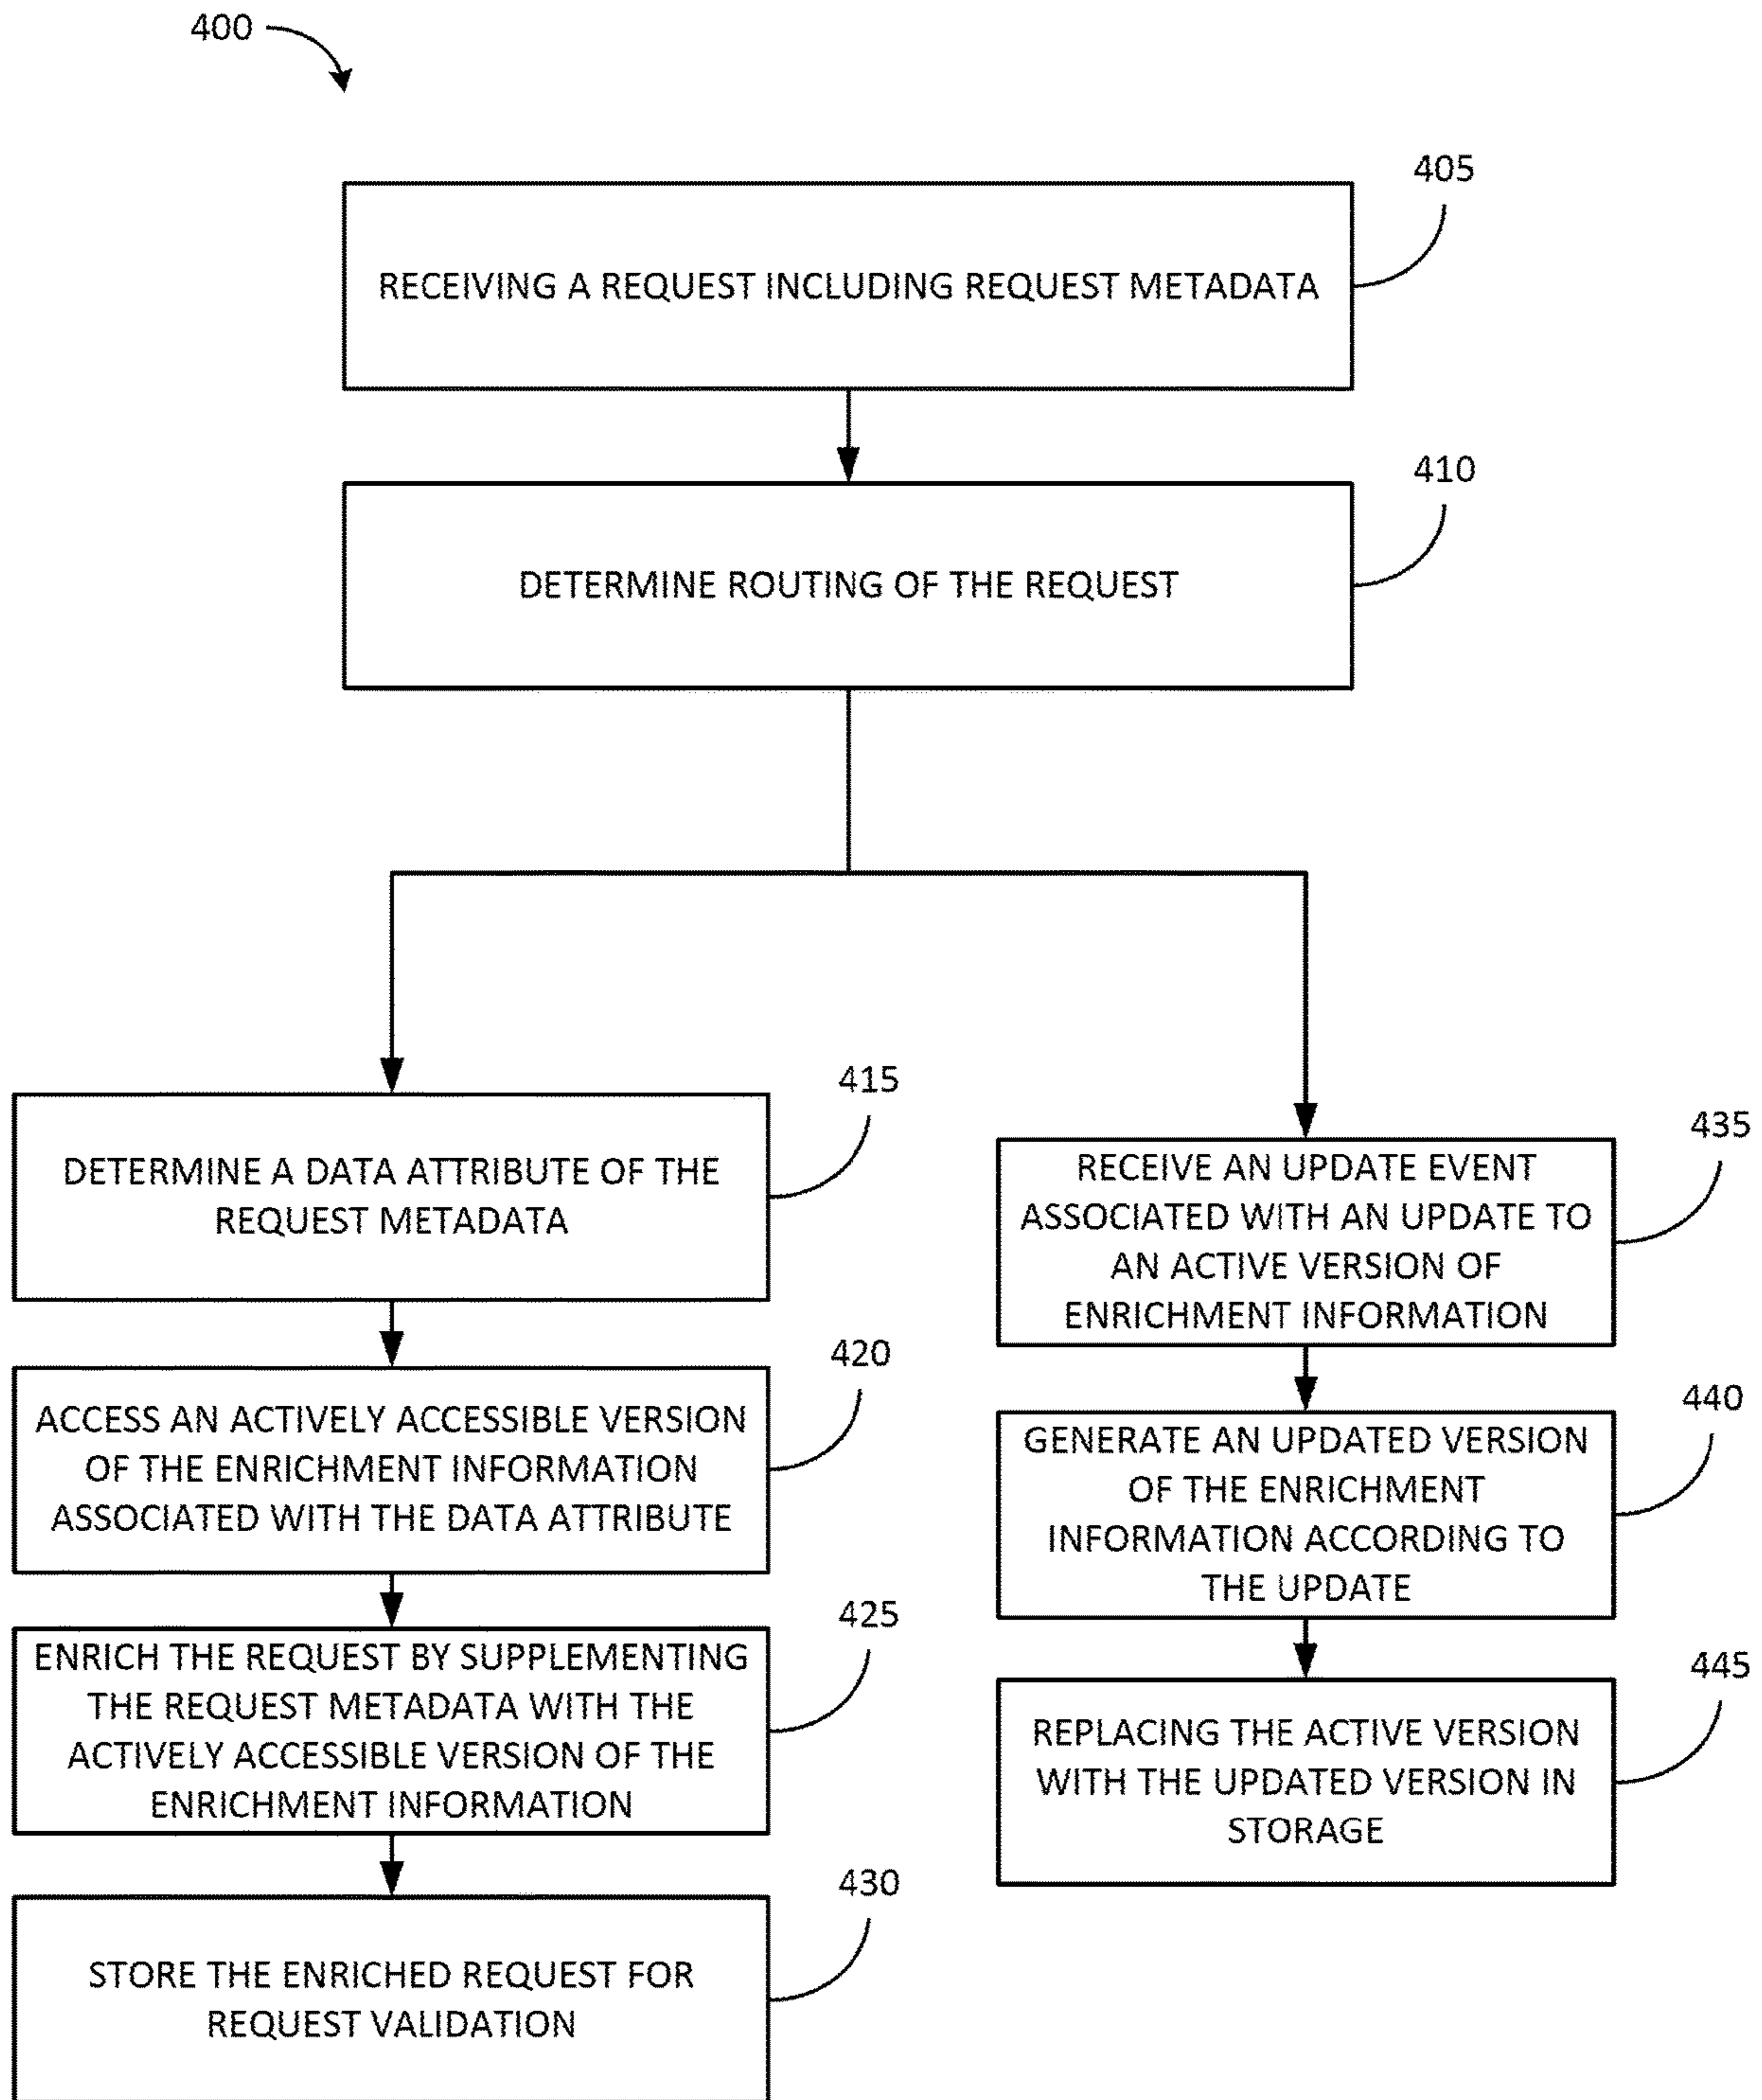 400
405
RECEIVING A REQUEST INCLUDING REQUEST METADATA
410
DETERMINE ROUTING OF THE REQUEST
415
DETERMINE A DATA ATTRIBUTE OF THE
REQUEST METADATA
420
ACCESS AN ACTIVELY ACCESSIBLE VERSION
OF THE ENRICHMENT INFORMATION
ASSOCIATED WITH THE DATA ATTRIBUTE
425
ENRICH THE REQUEST BY SUPPLEMENTING
THE REQUEST METADATA WITH THE
ACTIVELY ACCESSIBLE VERSION OF THE
ENRICHMENT INFORMATION
430
STORE THE ENRICHED REQUEST FOR
REQUEST VALIDATION
435
RECEIVE AN UPDATE EVENT
ASSOCIATED WITH AN UPDATE TO
AN ACTIVE VERSION OF
ENRICHMENT INFORMATION
440
GENERATE AN UPDATED VERSION
OF THE ENRICHMENT
INFORMATION ACCORDING TO
THE UPDATE
445
REPLACING THE ACTIVE VERSION
WITH THE UPDATED VERSION IN
STORAGE